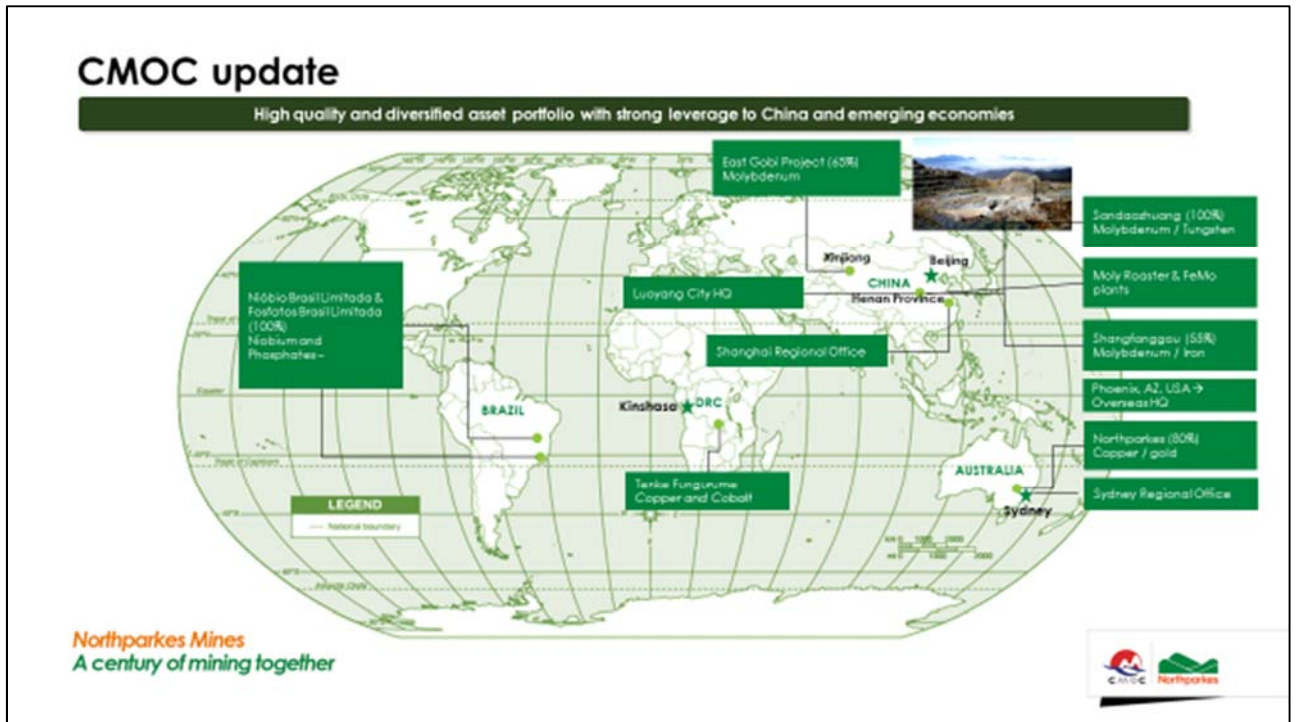 CMOC update
High quality and diversified asset portfolio with strong leverage to China and emerging economies
East Gobi Project (65%)
Molybdenum
Sandaozhuang (100%)
Molybdenum / Tungsten
Xinjiang
Beijing
CHINA
Moly Roaster & FeMo
plants
Nióbio Brasil Limitada &
Fosfatos Brasil Limitada
(100%)
Niobium and
Phosphates –
Luoyang City HQ
Henan Province
Shanghai Regional Office
Shangfanggou (55%)
Molybdenum / Iron
Phoenix, AZ, USA →
Overseas HQ
Equator
BRAZIL
Kinshasa
DRC
Northparkes (80%)
Copper / gold
AUSTRALIA
Tenke Fungurume
Copper and Cobalt
Sydney Regional Office
Sydney
LEGEND
National boundary
Antarctic Circle
Northparkes Mines
A century of mining together
CMOC
Northparkes